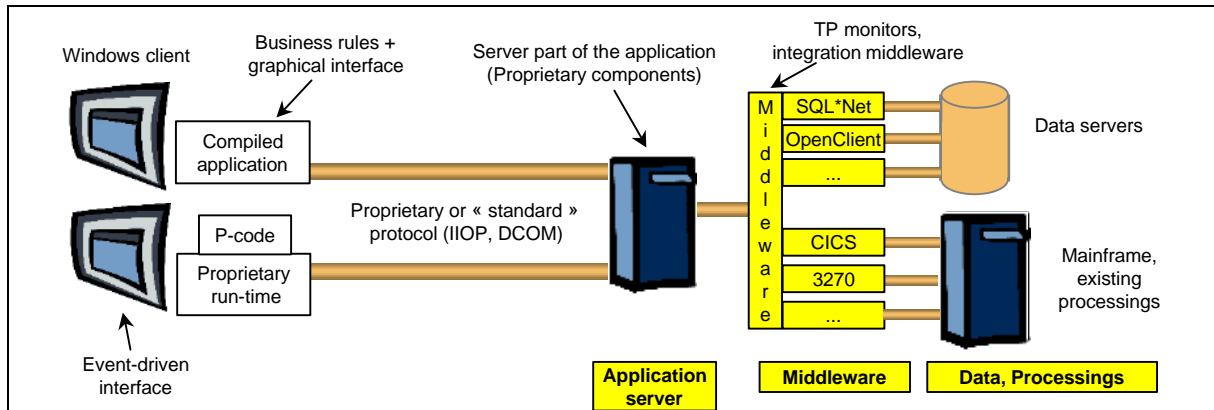 Windows client
Business rules +
graphical interface
Server part of the application
(Proprietary components)
TP monitors,
integration middleware
Compiled
application
P-code
Proprietary
run-time
Proprietary or « standard »
protocol (IIOP, DCOM)
Middleware
SQL*Net
OpenClient
...
CICS
3270
...
Data servers
Mainframe,
existing
processings
Event-driven
interface
Application
server
Middleware
Data, Processings